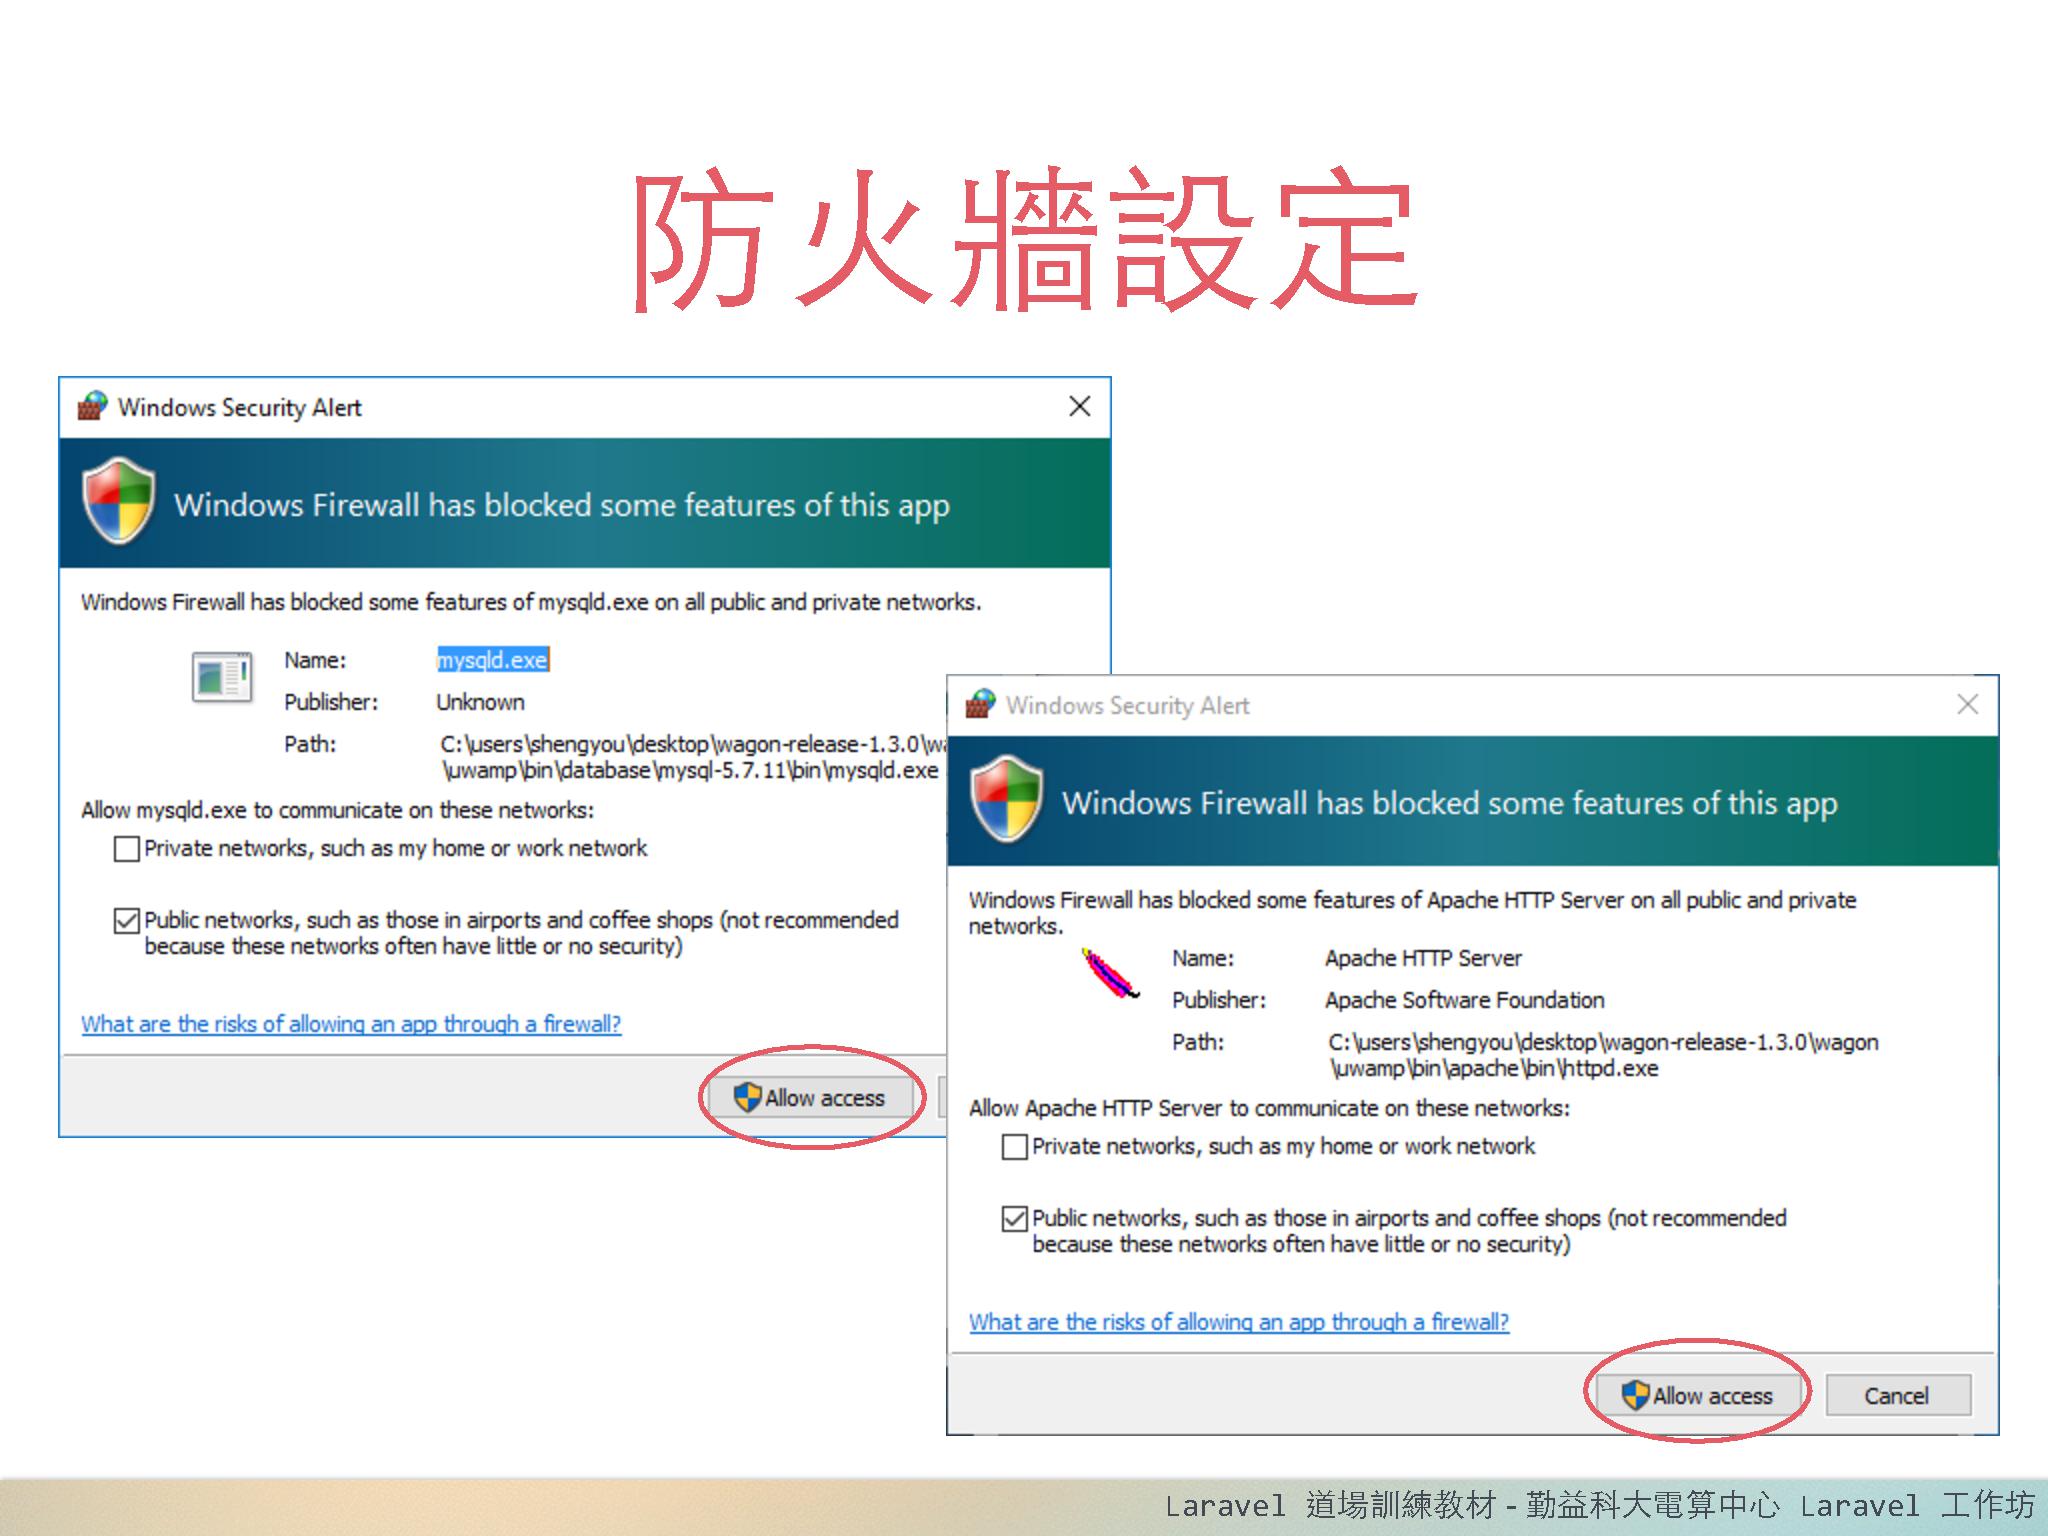 防火牆設定
Windows Security Alert
Windows Firewall has blocked some features of this app
Windows Firewall has blocked some features of mysqld.exe on all public and private networks.
Name: mysqld.exe
Publisher: Unknown
Path: C:\users\shengyou\desktop\wagon-release-1.3.0\
\uwamp\bin\database\mysql-5.7.11\bin\mysqld.exe
Allow mysqld.exe to communicate on these networks:
Private networks, such as my home or work network
Public networks, such as those in airports and coffee shops (not recommended
because these networks often have little or no security)
What are the risks of allowing an app through a firewall?
Allow access
Windows Security Alert
Windows Firewall has blocked some features of this app
Windows Firewall has blocked some features of Apache HTTP Server on all public and private
networks.
Name: Apache HTTP Server
Publisher: Apache Software Foundation
Path: C:\users\shengyou\desktop\wagon-release-1.3.0\wagon
\uwamp\bin\apache\bin\httpd.exe
Allow Apache HTTP Server to communicate on these networks:
Private networks, such as my home or work network
Public networks, such as those in airports and coffee shops (not recommended
because these networks often have little or no security)
What are the risks of allowing an app through a firewall?
Allow access
Cancel
Laravel 道場訓練教材 - 勤益科大電算中心 Laravel 工作坊